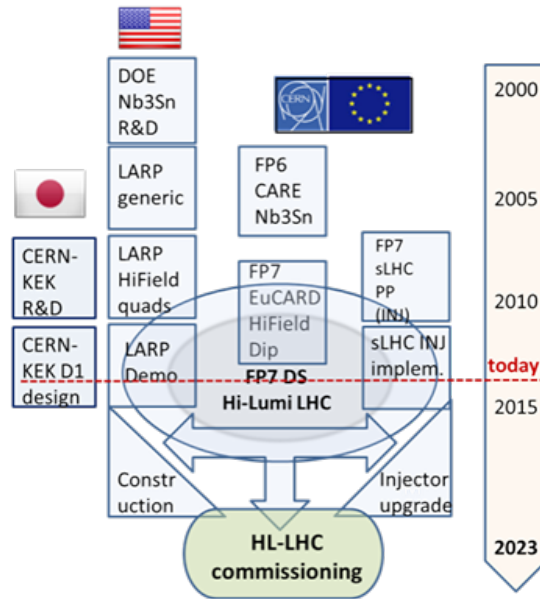 DOE
Nb3Sn
R&D
CERN
2000
LARP
generic
FP6
CARE
Nb3Sn
2005
CERN-
KEK
R&D
LARP
HiField
quads
FP7
EuCARD
HiField
Dip
FP7
sLHC
PP
(INJ)
2010
CERN-
KEK D1
design
LARP
Demo
sLHC INJ
implem.
today
FP7 DS
Hi-Lumi LHC
2015
Constr
uction
Injector
upgrade
HL-LHC
commissioning
2023